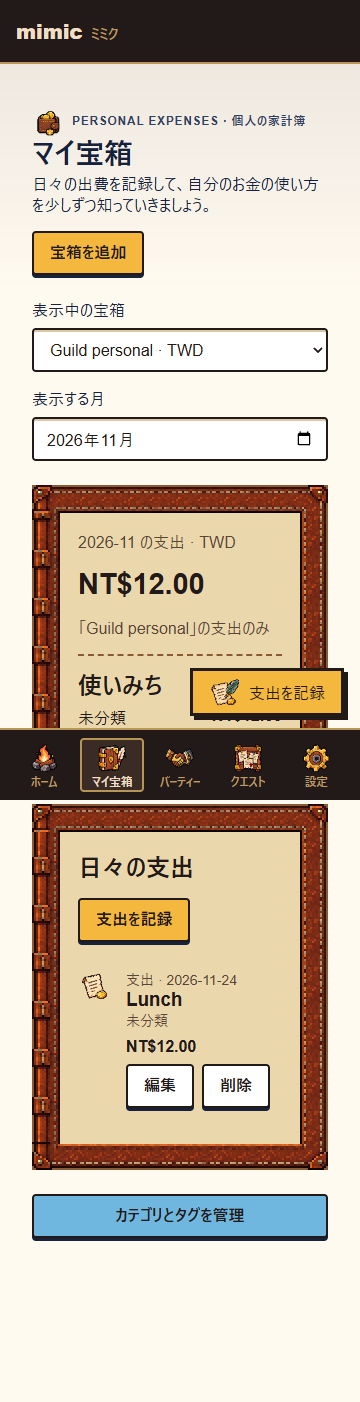 mimic ミミク
PERSONAL EXPENSES · 個人の家計簿
マイ宝箱
日々の出費を記録して、自分のお金の使い方
を少しずつ知っていきましょう。
宝箱を追加
表示中の宝箱
Guild personal · TWD
表示する月
2026年11月
2026-11 の支出 · TWD
NT$12.00
「Guild personal」の支出のみ
使いみち
支出を記録
未分類
ホーム
マイ宝箱
パーティー
クエスト
設定
日々の支出
支出を記録
支出 · 2026-11-24
Lunch
未分類
NT$12.00
編集
削除
カテゴリとタグを管理